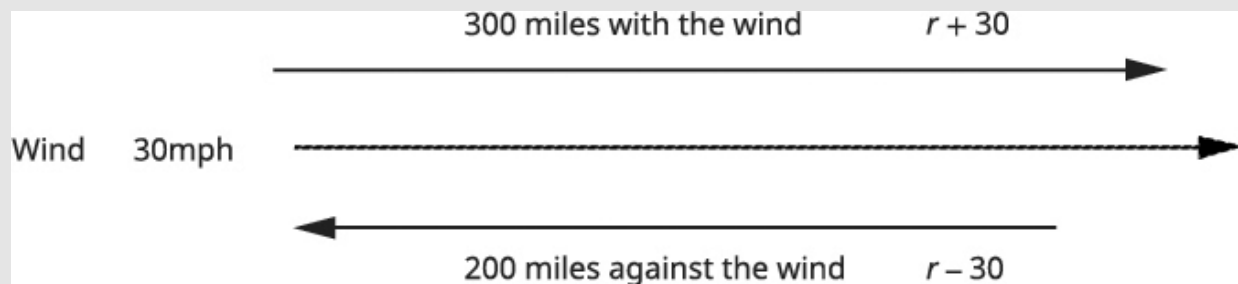 300 miles with the wind r + 30
Wind 30mph
200 miles against the wind r – 30